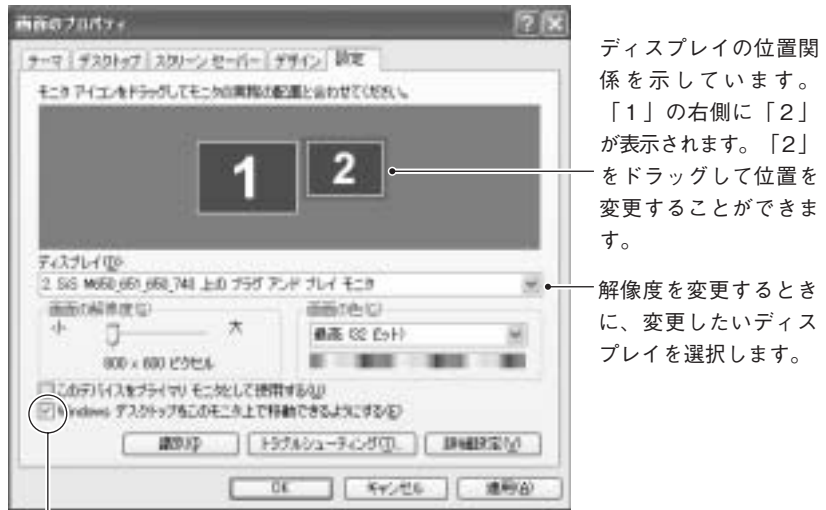 画面のプロパティ
テーマ デスクトップ スクリーン セーバー デザイン 設定
モニタ アイコンをドラッグしてモニタの実際の配置と合わせてください。
1 2
ディスプレイ(D):
2. SiS M650_651_650_740 上の プラグ アンド プレイ モニタ
画面の解像度(S) 画面の色(C)
小 大 最高 (32 ビット)
800 x 600 ピクセル
このデバイスをプライマリ モニタとして使用する(U)
Windows デスクトップをこのモニタ上で移動できるようにする(E)
識別(I) トラブルシューティング(T)... 詳細設定(V)
OK キャンセル 適用(A)
ディスプレイの位置関
係を示しています。
「1」の右側に「2」
が表示されます。「2」
をドラッグして位置を
変更することができま
す。
解像度を変更するとき
に、変更したいディス
プレイを選択します。